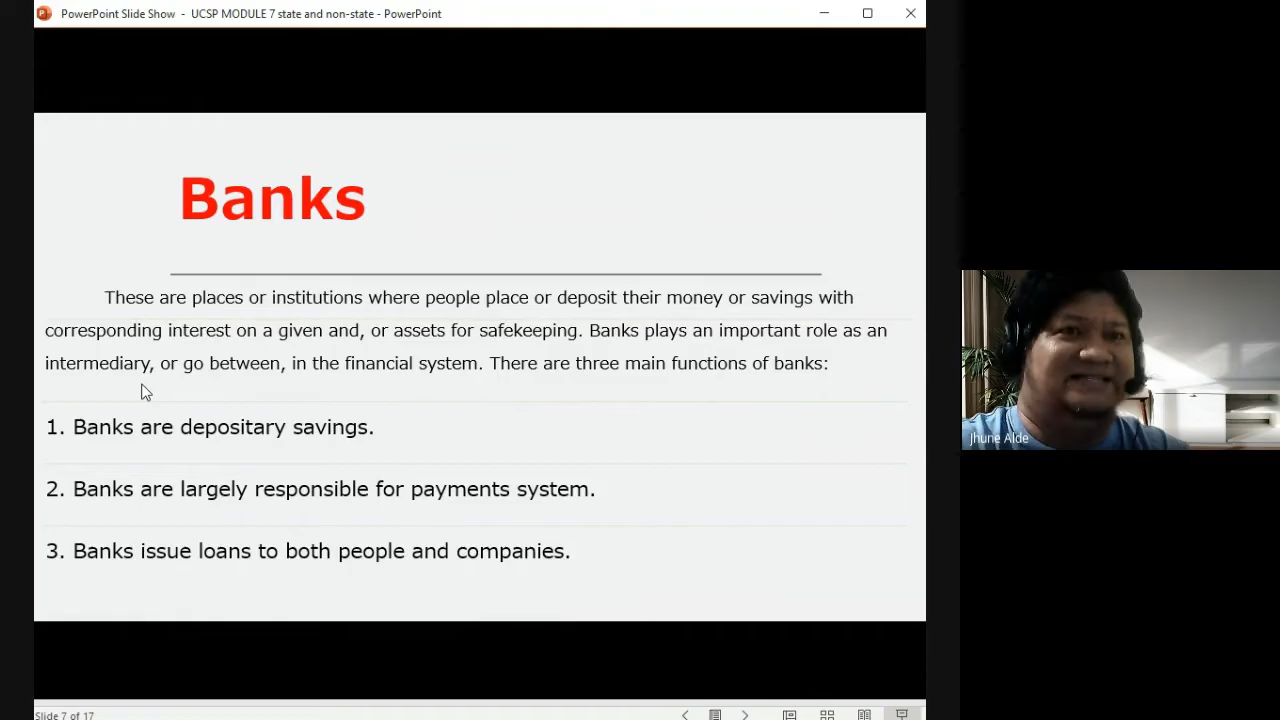 PowerPoint Slide Show - UCSP MODULE 7 state and non-state - PowerPoint
Banks
These are places or institutions where people place or deposit their money or savings with
corresponding interest on a given and, or assets for safekeeping. Banks plays an important role as an
intermediary, or go between, in the financial system. There are three main functions of banks:
1. Banks are depositary savings.
2. Banks are largely responsible for payments system.
3. Banks issue loans to both people and companies.
Jhune Alde
Slide 7 of 17